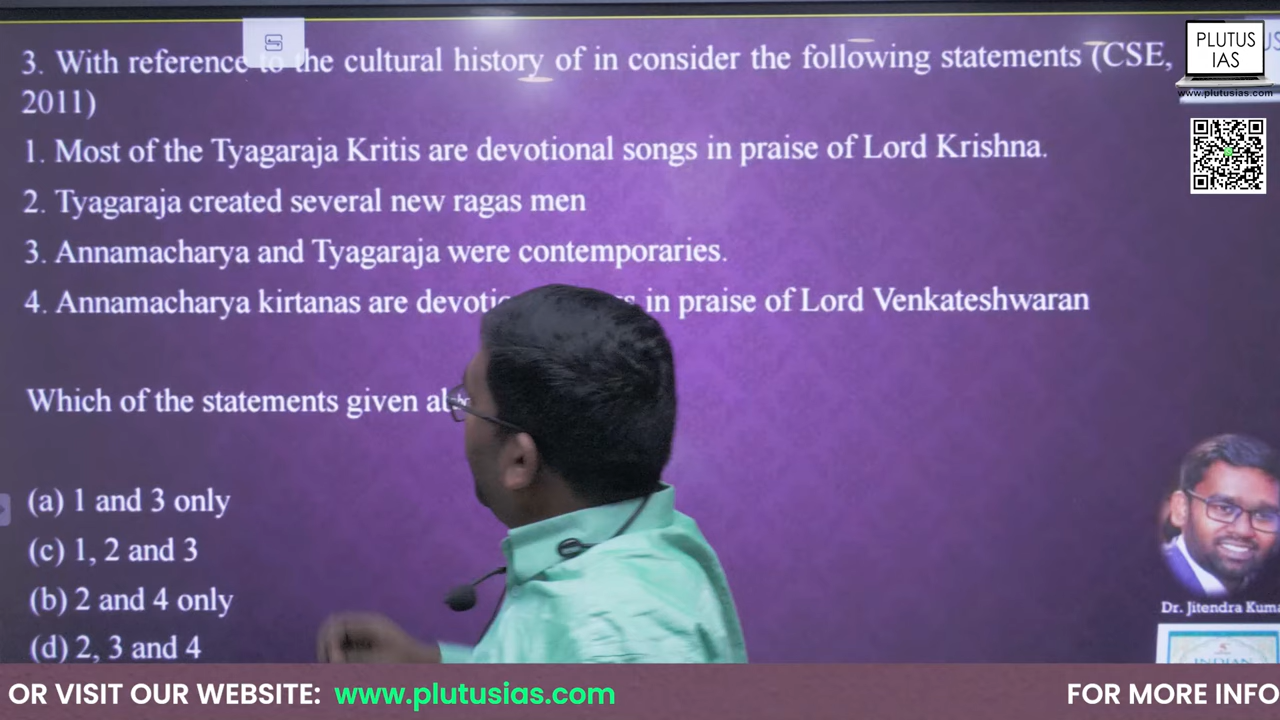 3. With reference to the cultural history of in consider the following statements (CSE,
2011)
1. Most of the Tyagaraja Kritis are devotional songs in praise of Lord Krishna.
2. Tyagaraja created several new ragas men
3. Annamacharya and Tyagaraja were contemporaries.
4. Annamacharya kirtanas are in praise of Lord Venkateshwaran
Which of the statements given
(a) 1 and 3 only
(c) 1, 2 and 3
(b) 2 and 4 only
(d) 2, 3 and 4
PLUTUS
IAS
www.plutusias.com
Dr. Jitendra Kuma
INDIAN
OR VISIT OUR WEBSITE: www.plutusias.com
FOR MORE INFO